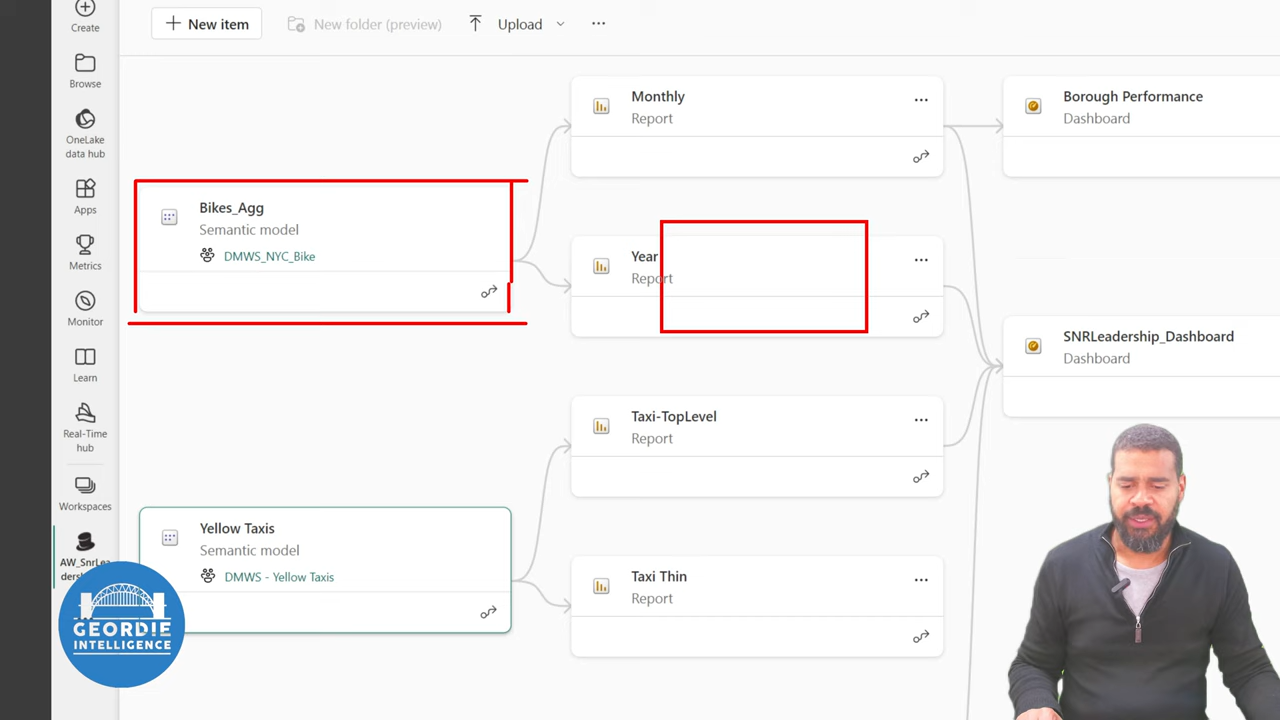 Create
Browse
OneLake
data hub
Apps
Metrics
Monitor
Learn
Real-Time
hub
Workspaces
AW_SnrLea
GEORDIE
INTELLIGENCE
New item
New folder (preview)
Upload
Bikes_Agg
Semantic model
DMWS_NYC_Bike
Yellow Taxis
Semantic model
DMWS - Yellow Taxis
Monthly
Report
Year
Report
Taxi-TopLevel
Report
Taxi Thin
Report
Borough Performance
Dashboard
SNRLeadership_Dashboard
Dashboard